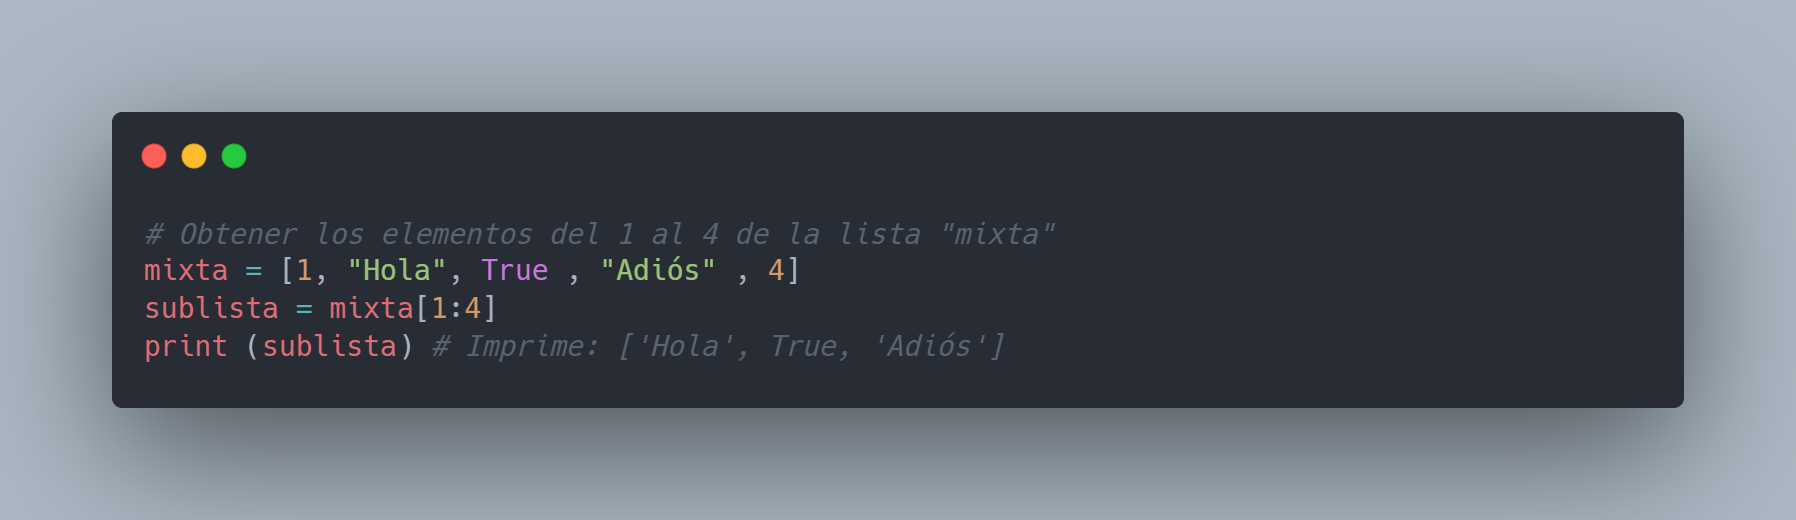 # Obtener los elementos del 1 al 4 de la lista "mixta"
mixta = [1, "Hola", True , "Adiós" , 4]
sublista = mixta[1:4]
print (sublista) # Imprime: ['Hola', True, 'Adiós']